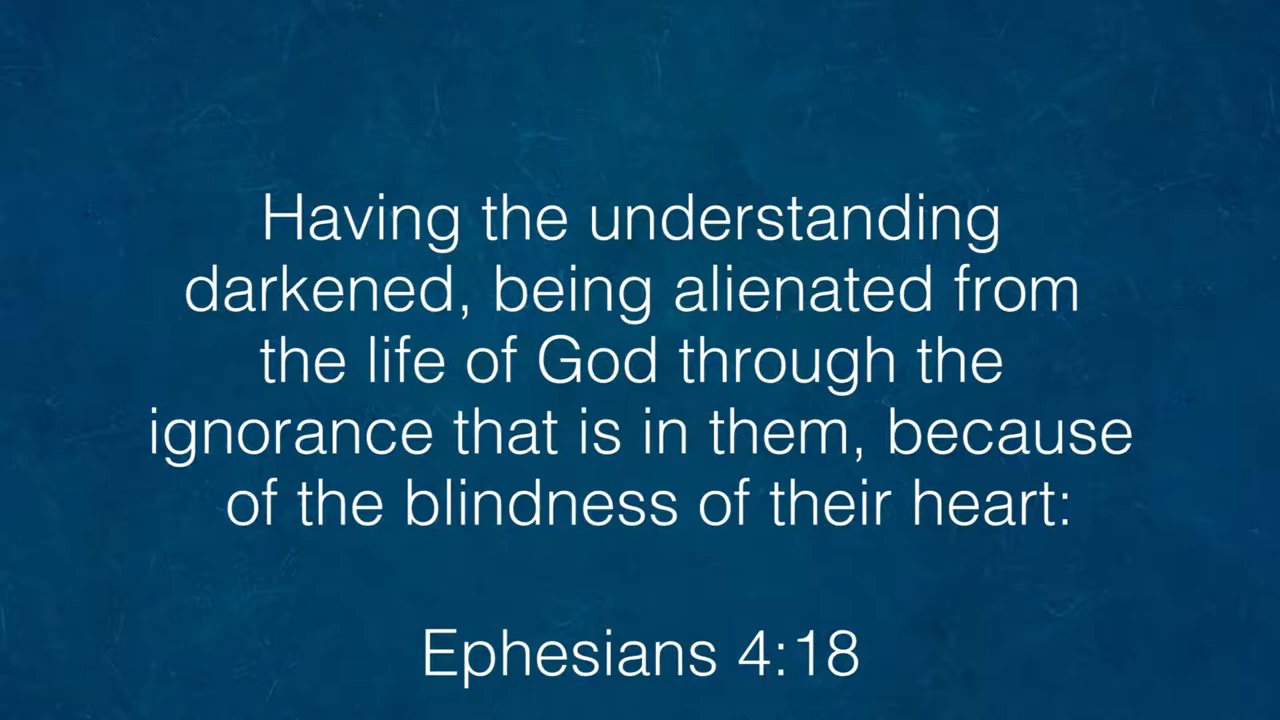 Having the understanding
darkened, being alienated from
the life of God through the
ignorance that is in them, because
of the blindness of their heart:
Ephesians 4:18